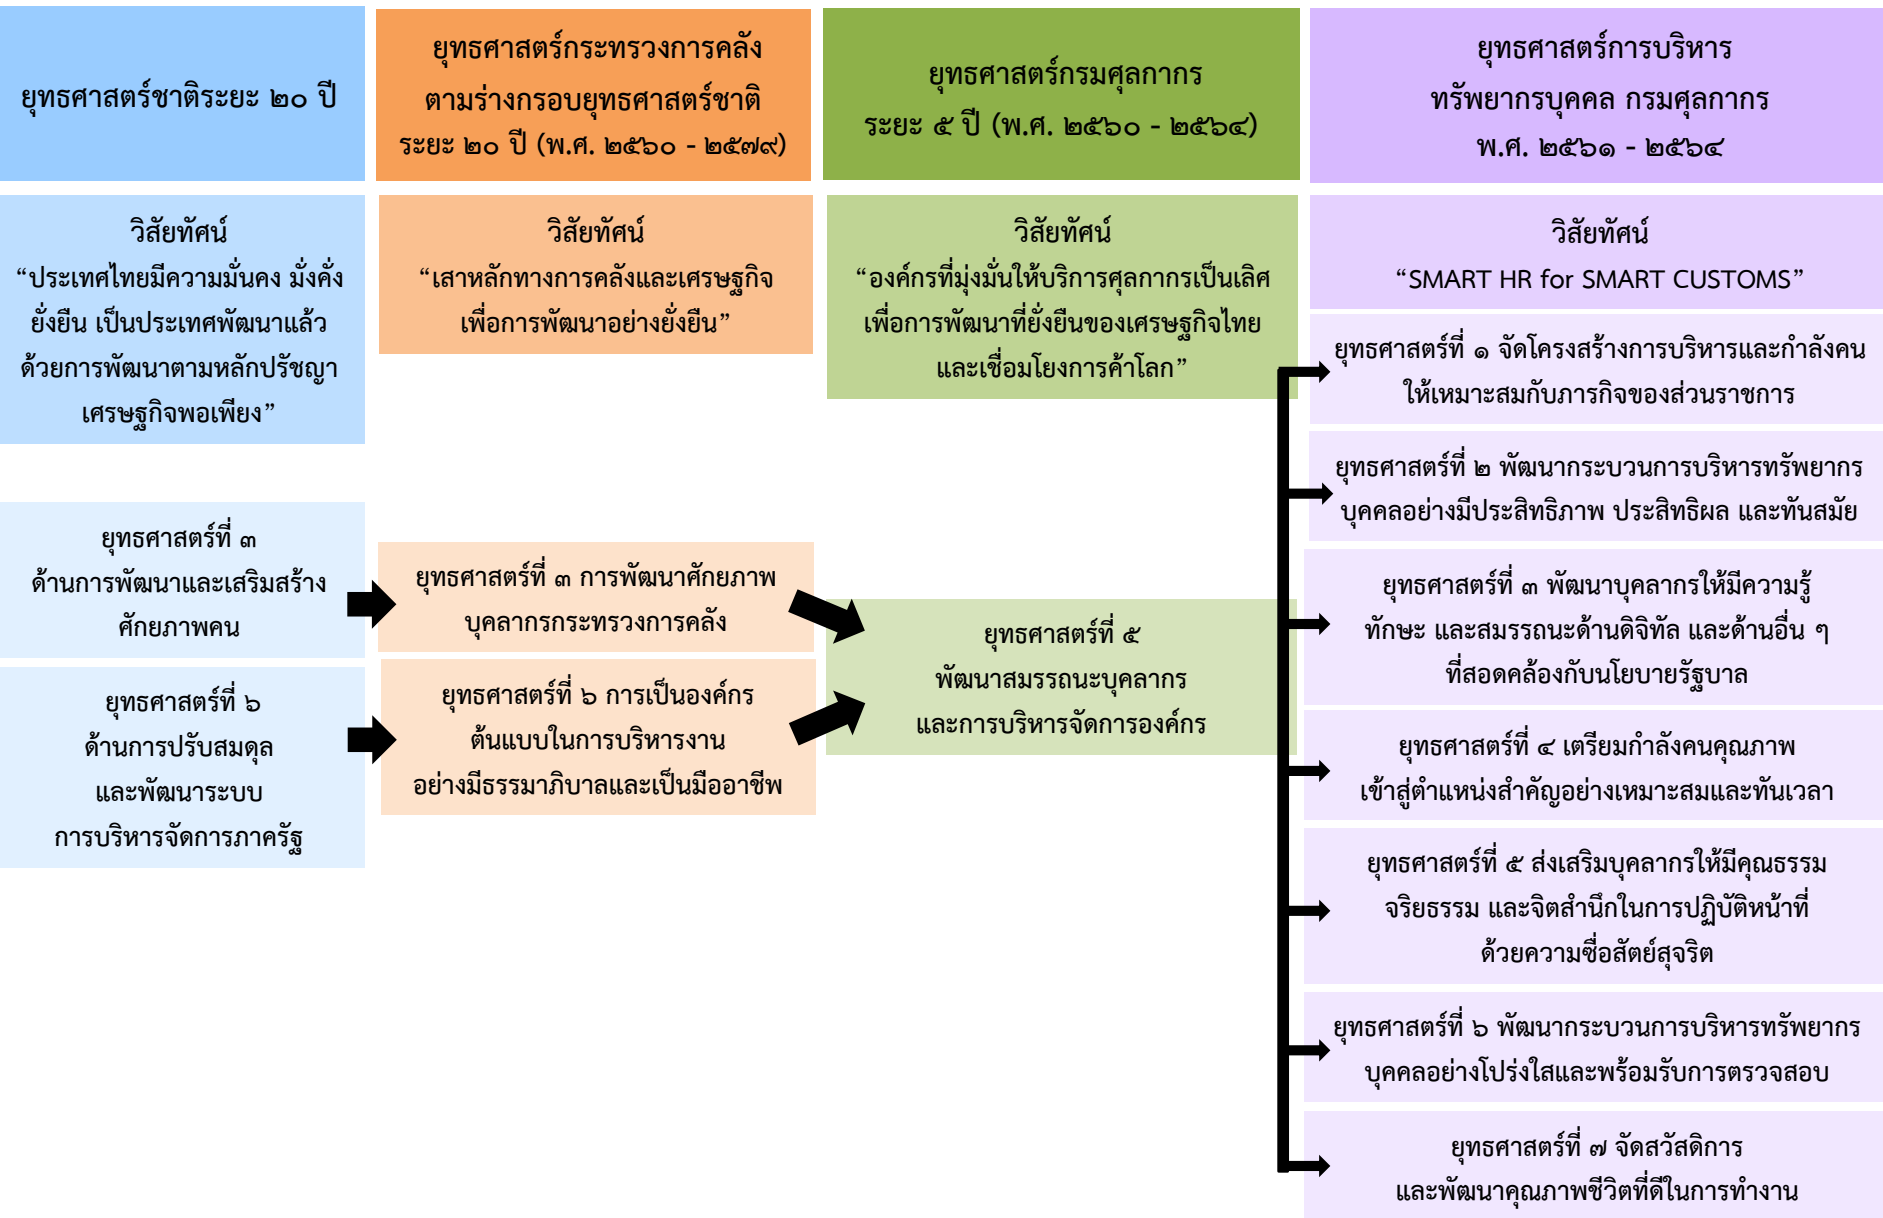 ยุทธศาสตร์ชาติระยะ ๒๐ ปี
ยุทธศาสตร์กระทรวงการคลัง
ตามร่างกรอบยุทธศาสตร์ชาติ
ระยะ ๒๐ ปี (พ.ศ. ๒๕๖๐ - ๒๕๗๙)
ยุทธศาสตร์กรมศุลกากร
ระยะ ๕ ปี (พ.ศ. ๒๕๖๐ - ๒๕๖๔)
ยุทธศาสตร์การบริหาร
ทรัพยากรบุคคล กรมศุลกากร
พ.ศ. ๒๕๖๑ - ๒๕๖๔
วิสัยทัศน์
“ประเทศไทยมีความมั่นคง มั่งคั่ง
ยั่งยืน เป็นประเทศพัฒนาแล้ว
ด้วยการพัฒนาตามหลักปรัชญา
เศรษฐกิจพอเพียง”
วิสัยทัศน์
“เสาหลักทางการคลังและเศรษฐกิจ
เพื่อการพัฒนาอย่างยั่งยืน”
วิสัยทัศน์
“องค์กรที่มุ่งมั่นให้บริการศุลกากรเป็นเลิศ
เพื่อการพัฒนาที่ยั่งยืนของเศรษฐกิจไทย
และเชื่อมโยงการค้าโลก”
วิสัยทัศน์
“SMART HR for SMART CUSTOMS”
ยุทธศาสตร์ที่ ๓
ด้านการพัฒนาและเสริมสร้าง
ศักยภาพคน
ยุทธศาสตร์ที่ ๖
ด้านการปรับสมดุล
และพัฒนาระบบ
การบริหารจัดการภาครัฐ
ยุทธศาสตร์ที่ ๓ การพัฒนาศักยภาพ
บุคลากรกระทรวงการคลัง
ยุทธศาสตร์ที่ ๖ การเป็นองค์กร
ต้นแบบในการบริหารงาน
อย่างมีธรรมาภิบาลและเป็นมืออาชีพ
ยุทธศาสตร์ที่ ๕
พัฒนาสมรรถนะบุคลากร
และการบริหารจัดการองค์กร
ยุทธศาสตร์ที่ ๑ จัดโครงสร้างการบริหารและกำลังคน
ให้เหมาะสมกับภารกิจของส่วนราชการ
ยุทธศาสตร์ที่ ๒ พัฒนากระบวนการบริหารทรัพยากร
บุคคลอย่างมีประสิทธิภาพ ประสิทธิผล และทันสมัย
ยุทธศาสตร์ที่ ๓ พัฒนาบุคลากรให้มีความรู้
ทักษะ และสมรรถนะด้านดิจิทัล และด้านอื่น ๆ
ที่สอดคล้องกับนโยบายรัฐบาล
ยุทธศาสตร์ที่ ๔ เตรียมกำลังคนคุณภาพ
เข้าสู่ตำแหน่งสำคัญอย่างเหมาะสมและทันเวลา
ยุทธศาสตร์ที่ ๕ ส่งเสริมบุคลากรให้มีคุณธรรม
จริยธรรม และจิตสำนึกในการปฏิบัติหน้าที่
ด้วยความซื่อสัตย์สุจริต
ยุทธศาสตร์ที่ ๖ พัฒนากระบวนการบริหารทรัพยากร
บุคคลอย่างโปร่งใสและพร้อมรับการตรวจสอบ
ยุทธศาสตร์ที่ ๗ จัดสวัสดิการ
และพัฒนาคุณภาพชีวิตที่ดีในการทำงาน